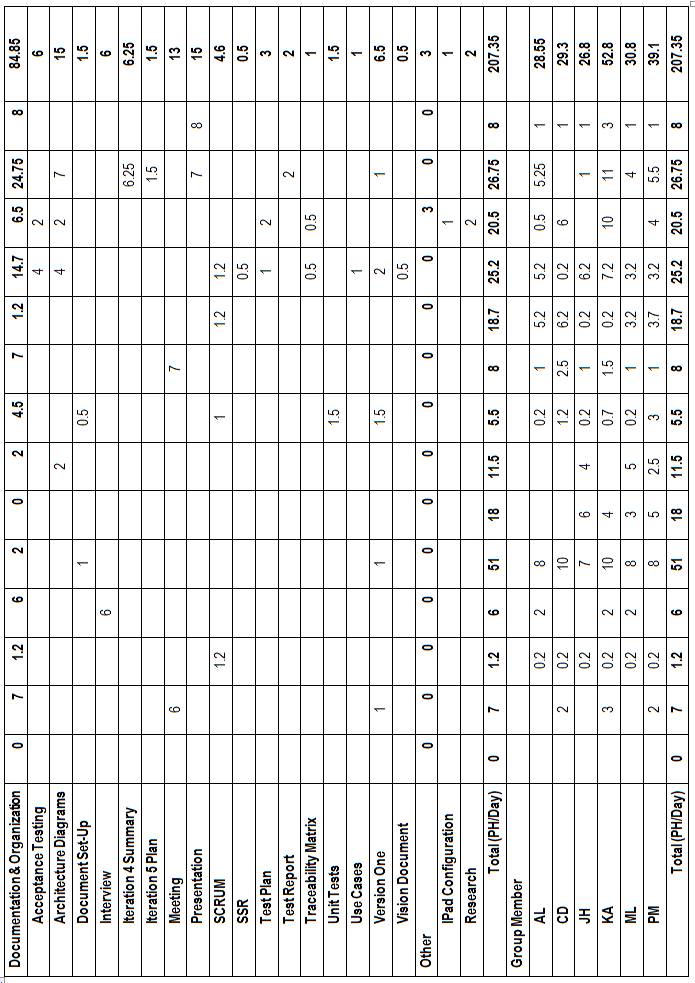 Documentation & Organization 0 7 1.2 6 2 0 2 4.5 7 1.2 14.7 6.5 24.75 8 84.85
Acceptance Testing 4 2 6
Architecture Diagrams 2 4 2 7 15
Document Set-Up 1 0.5 1.5
Interview 6 6
Iteration 4 Summary 6.25 6.25
Iteration 5 Plan 1.5 1.5
Meeting 6 7 13
Presentation 7 8 15
SCRUM 1.2 1 1.2 1.2 4.6
SSR 0.5 0.5
Test Plan 1 2 3
Test Report 2 2
Traceability Matrix 0.5 0.5 1
Unit Tests 1.5 1.5
Use Cases 1 1
Version One 1 1 1.5 2 1 6.5
Vision Document 0.5 0.5
Other 0 0 0 0 0 0 0 0 0 0 0 3 0 0 3
IPad Configuration 1 1
Research 2 2
Total (PH/Day) 0 7 1.2 6 51 18 11.5 5.5 8 18.7 25.2 20.5 26.75 8 207.35
Group Member
AL 0.2 2 8 0.2 1 5.2 5.2 0.5 5.25 1 28.55
CD 2 0.2 10 1.2 2.5 6.2 0.2 6 1 29.3
JH 0.2 7 6 4 0.2 1 0.2 6.2 1 1 26.8
KA 3 0.2 2 10 4 0.7 1.5 0.2 7.2 10 11 3 52.8
ML 0.2 2 8 3 5 0.2 1 3.2 3.2 4 1 30.8
PM 2 0.2 8 5 2.5 3 1 3.7 3.2 4 5.5 1 39.1
Total (PH/Day) 0 7 1.2 6 51 18 11.5 5.5 8 18.7 25.2 20.5 26.75 8 207.35